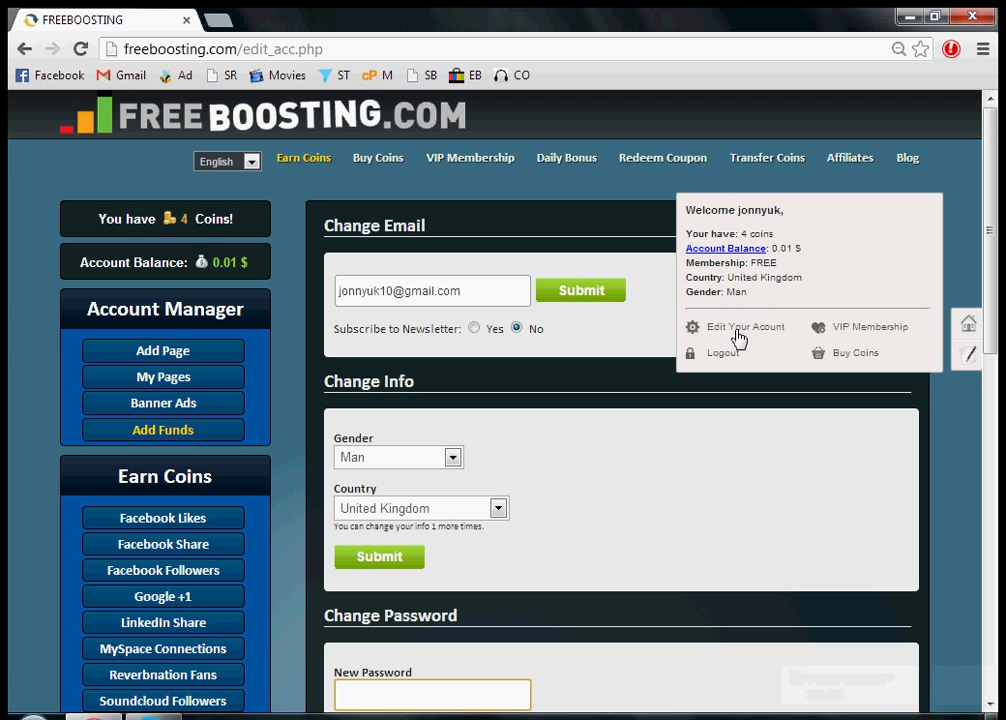 FREEBOOSTING
freeboosting.com/edit_acc.php
Facebook Gmail Ad SR Movies ST cP M SB EB CO
FREEBOOSTING.COM
English Earn Coins Buy Coins VIP Membership Daily Bonus Redeem Coupon Transfer Coins Affiliates Blog
You have 4 Coins!
Account Balance: 0.01 $
Account Manager
Add Page
My Pages
Banner Ads
Add Funds
Earn Coins
Facebook Likes
Facebook Share
Facebook Followers
Google +1
LinkedIn Share
MySpace Connections
Reverbnation Fans
Soundcloud Followers
Change Email
jonnyuk10@gmail.com Submit
Subscribe to Newsletter: Yes No
Change Info
Gender
Man
Country
United Kingdom
You can change your info 1 more times.
Submit
Change Password
New Password
Welcome jonnyuk,
Your have: 4 coins
Account Balance: 0.01 $
Membership: FREE
Country: United Kingdom
Gender: Man
Edit Your Acount VIP Membership
Logout Buy Coins